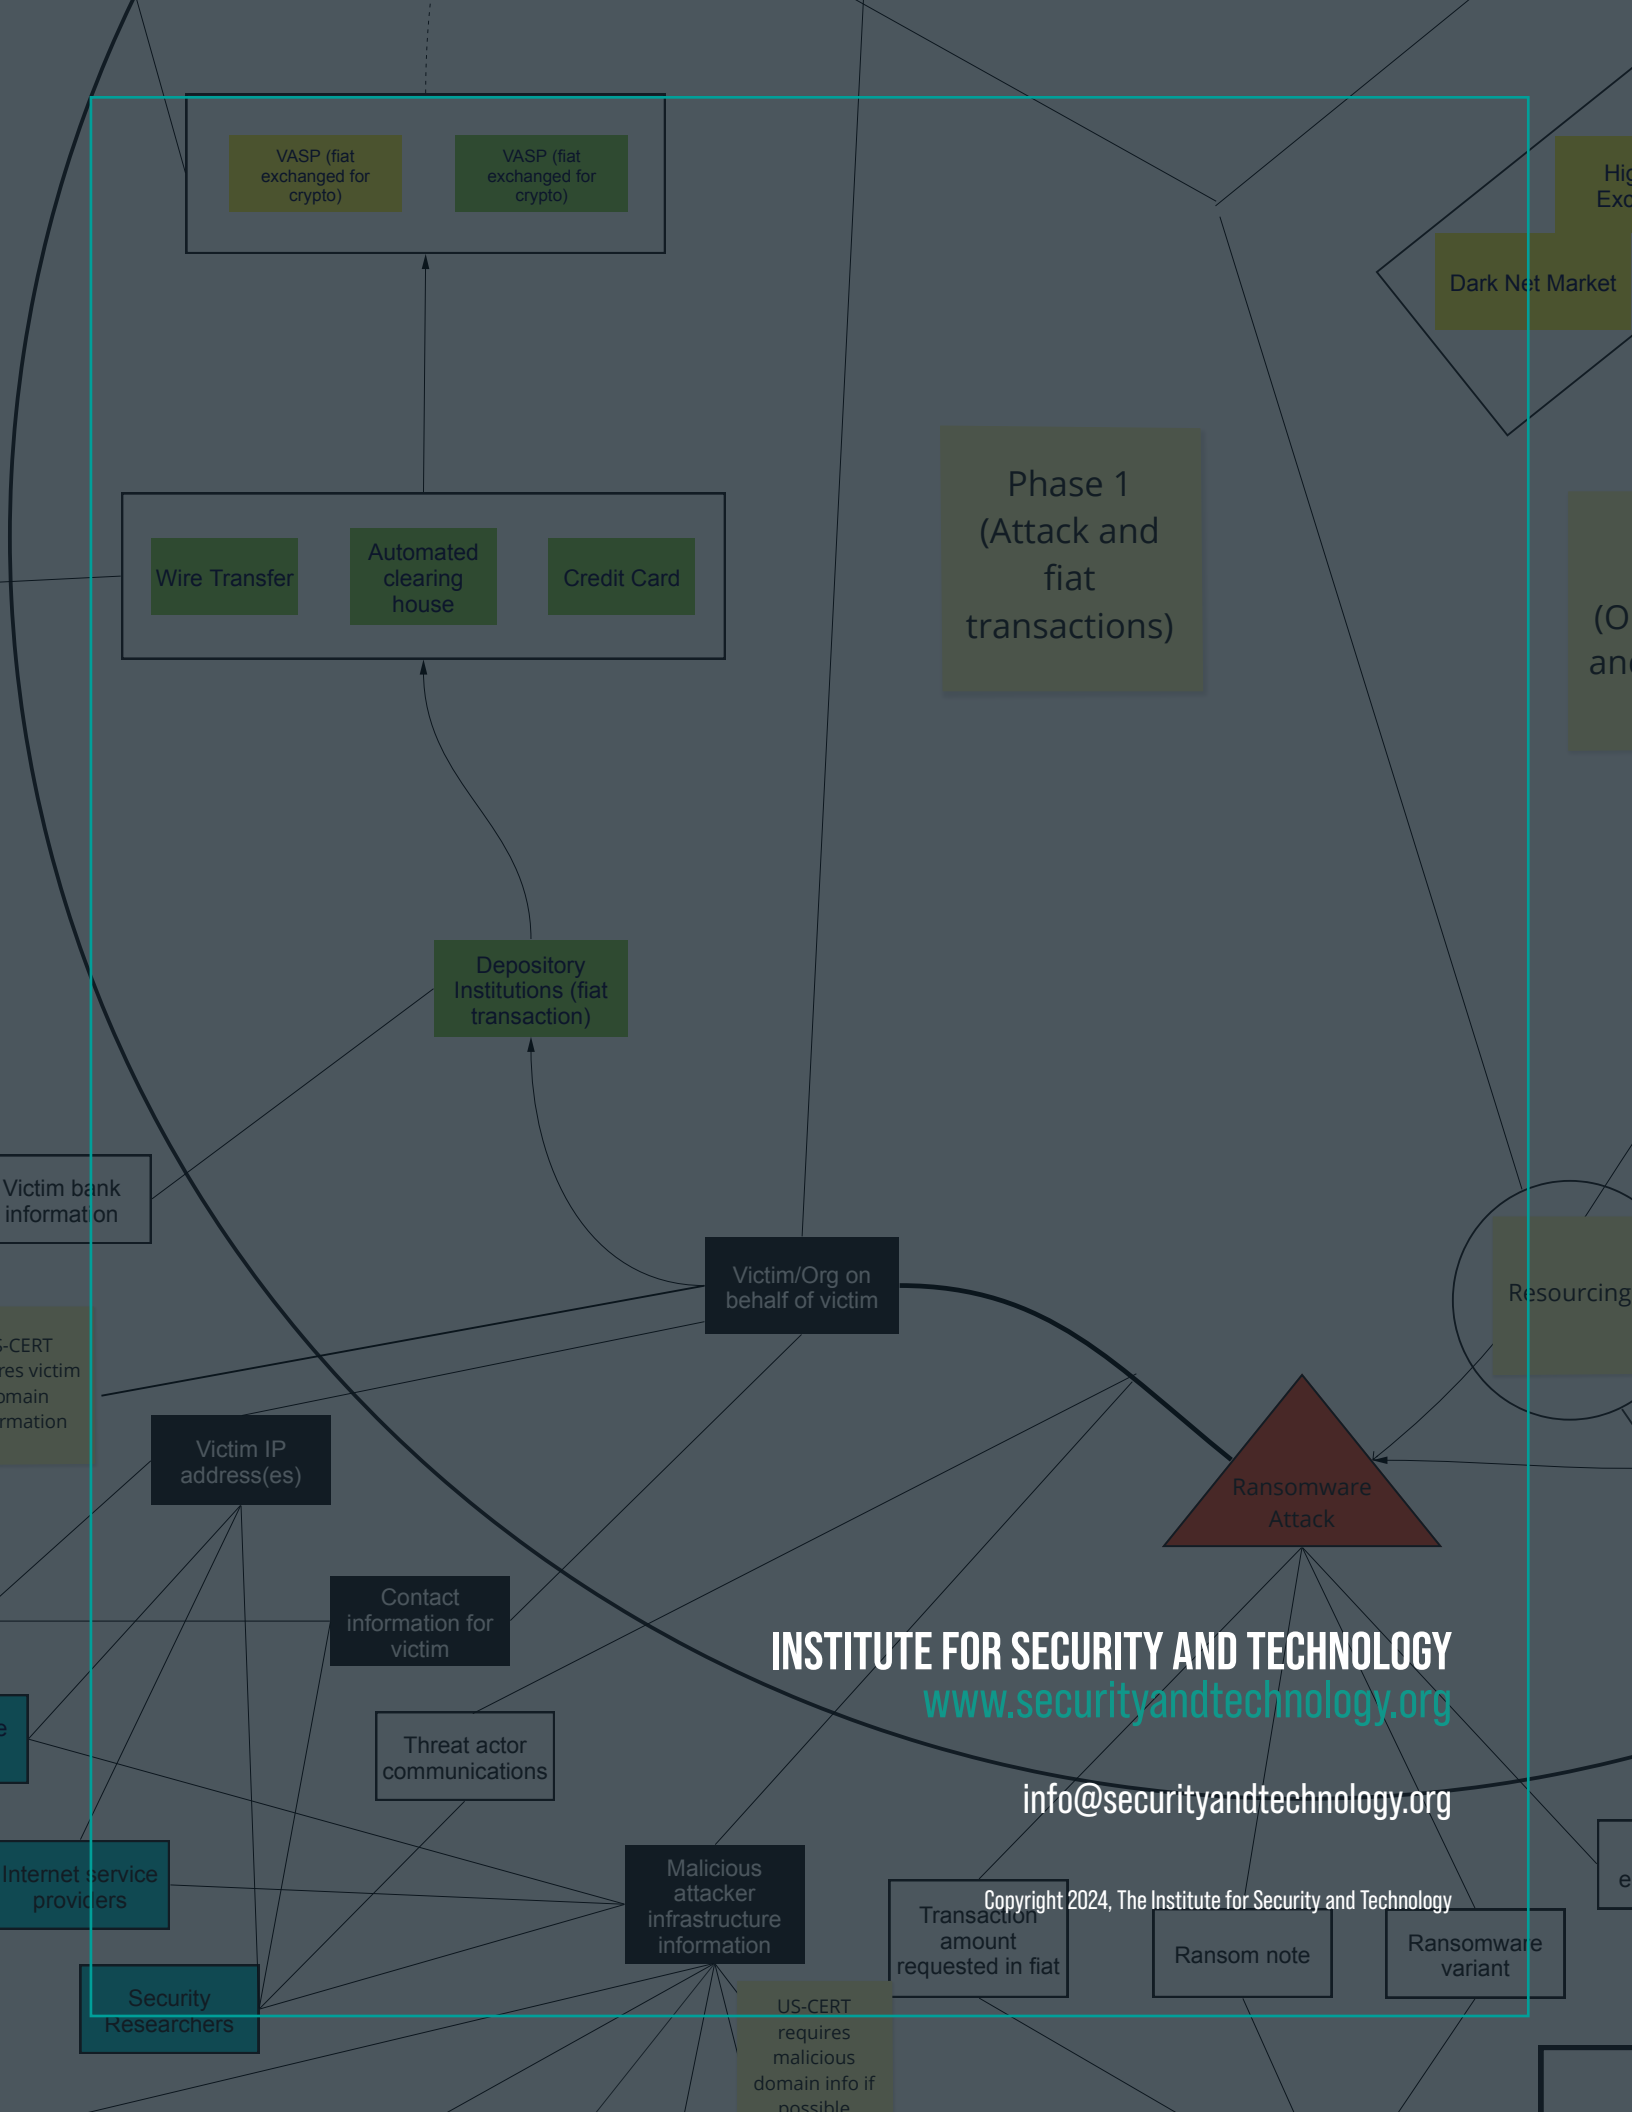 VASP (fiat
exchanged for
crypto)
VASP (fiat
exchanged for
crypto)
Dark Net Market
Phase 1
(Attack and
fiat
transactions)
Wire Transfer
Automated
clearing
house
Credit Card
Depository
Institutions (fiat
transaction)
Victim bank
information
Victim/Org on
behalf of victim
Resourcing
-CERT
victim
Victim IP
address(es)
Ransomware
Attack
Contact
information for
victim
INSTITUTE FOR SECURITY AND TECHNOLOGY
www.securityandtechnology.org
Threat actor
communications
info@securityandtechnology.org
Internet service
providers
Malicious
attacker
infrastructure
information
Copyright 2024, The Institute for Security and Technology
Transaction
amount
requested in fiat
Ransom note
Ransomware
variant
Security
Researchers
US-CERT
requires
malicious
domain info if
possible